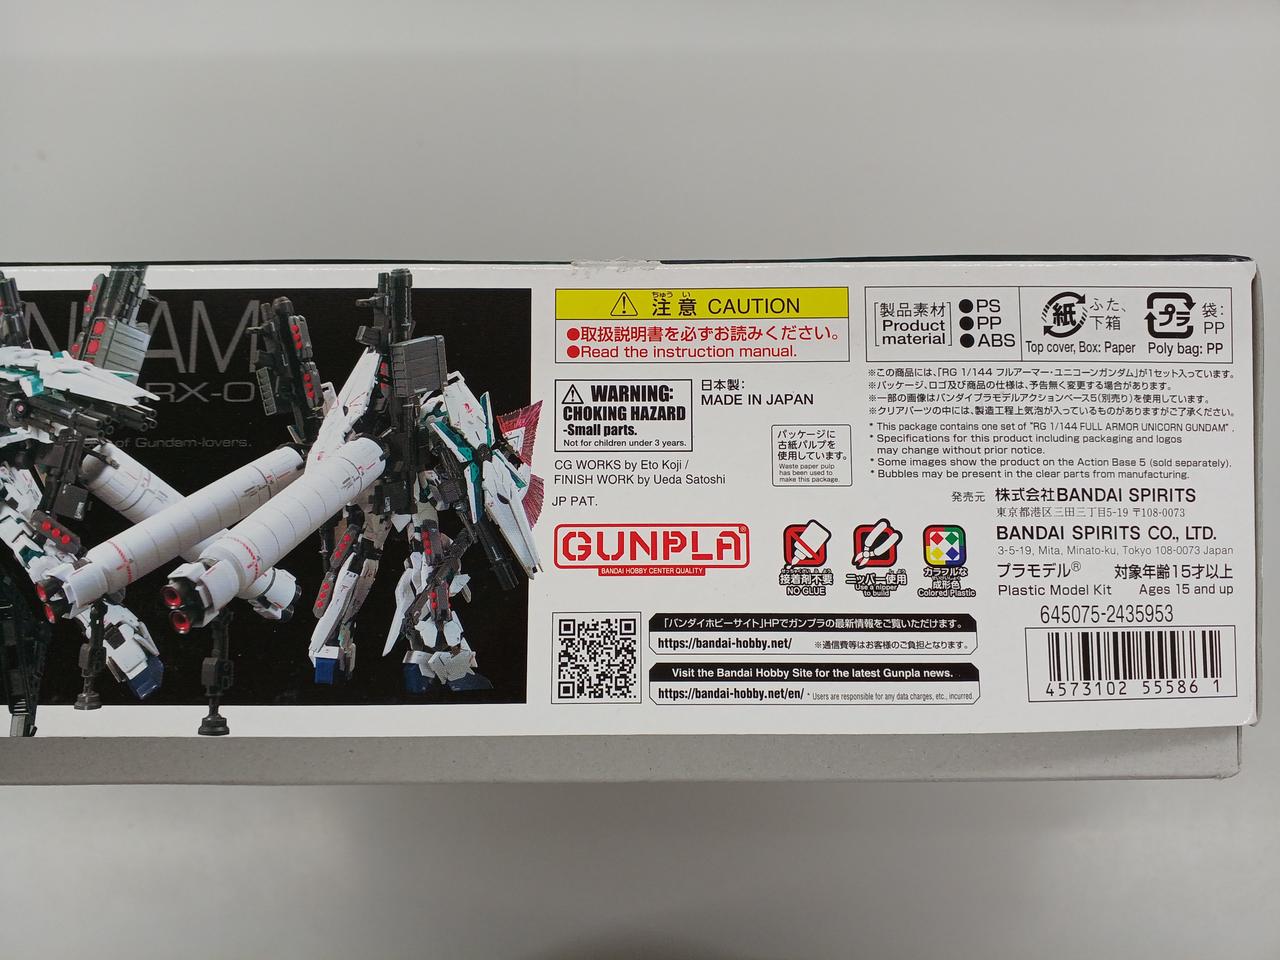 AM
RX-0
of Gundam-lovers.
ちゅう い
注意 CAUTION
●取扱説明書を必ずお読みください。
●Read the instruction manual.
WARNING:
CHOKING HAZARD
-Small parts.
Not for children under 3 years.
日本製:
MADE IN JAPAN
パッケージに
古紙パルプを
使用しています。
Waste paper pulp
has been used to
make this package.
CG WORKS by Eto Koji /
FINISH WORK by Ueda Satoshi
JP PAT.
GUNPLA®
BANDAI HOBBY CENTER QUALITY
接着剤不要
NO GLUE
ニッパー使用
Use a nipper
to build
カラフルな
成形色
Colored Plastic
「バンダイホビーサイト」HPでガンプラの最新情報をご覧いただけます。
https://bandai-hobby.net/ ※通信費等はお客様のご負担となります。
Visit the Bandai Hobby Site for the latest Gunpla news.
https://bandai-hobby.net/en/ * Users are responsible for any data charges, etc., incurred.
製品素材
Product
material
●PS
●PP
●ABS
紙
ふた、
下箱
Top cover, Box: Paper
プラ
袋:
PP
Poly bag: PP
※この商品には、「RG 1/144 フルアーマー・ユニコーンガンダム」が1セット入っています。
※パッケージ、ロゴ及び商品の仕様は、予告無く変更する場合があります。
※一部の画像はバンダイプラモデルアクションベース5(別売り)を使用しています。
※クリアパーツの中には、製造工程上気泡が入っているものがありますがご了承ください。
* This package contains one set of "RG 1/144 FULL ARMOR UNICORN GUNDAM" .
* Specifications for this product including packaging and logos
may change without prior notice.
* Some images show the product on the Action Base 5 (sold separately).
* Bubbles may be present in the clear parts from manufacturing.
発売元 株式会社BANDAI SPIRITS
東京都港区三田三丁目5-19 〒108-0073
BANDAI SPIRITS CO., LTD.
3-5-19, Mita, Minato-ku, Tokyo 108-0073 Japan
プラモデル® 対象年齢15才以上
Plastic Model Kit Ages 15 and up
645075-2435953
4573102 55586 1